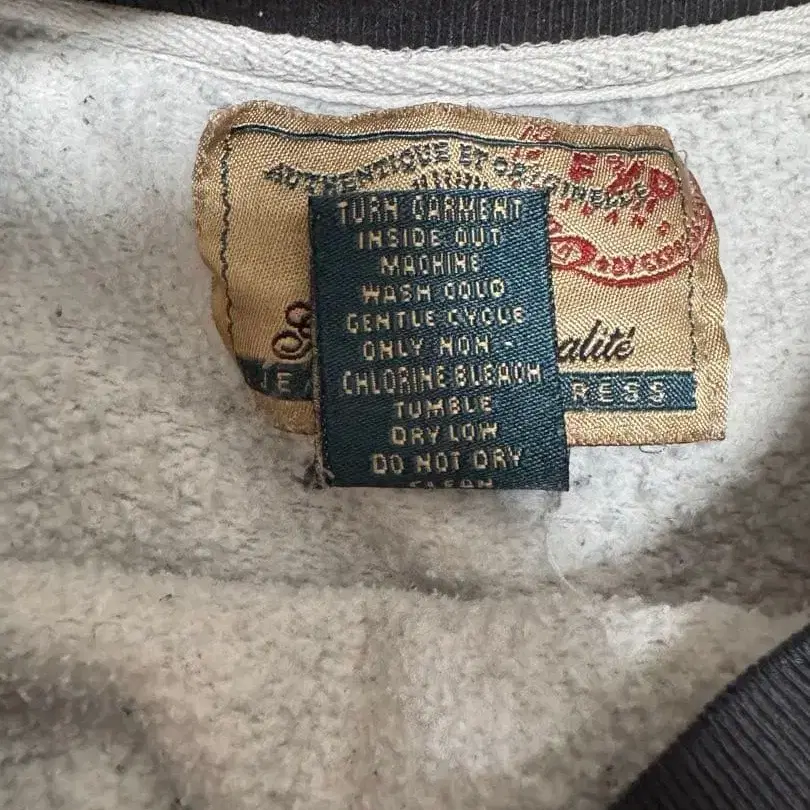 AUTHENTIQUE ET ORIGINELLE
TURN GARMENT
INSIDE OUT
MACHINE
WASH COLD
GENTLE CYCLE
ONLY NON -
CHLORINE BLEACH
TUMBLE
DRY LOW
DO NOT DRY
CLEAN
alité
RESS